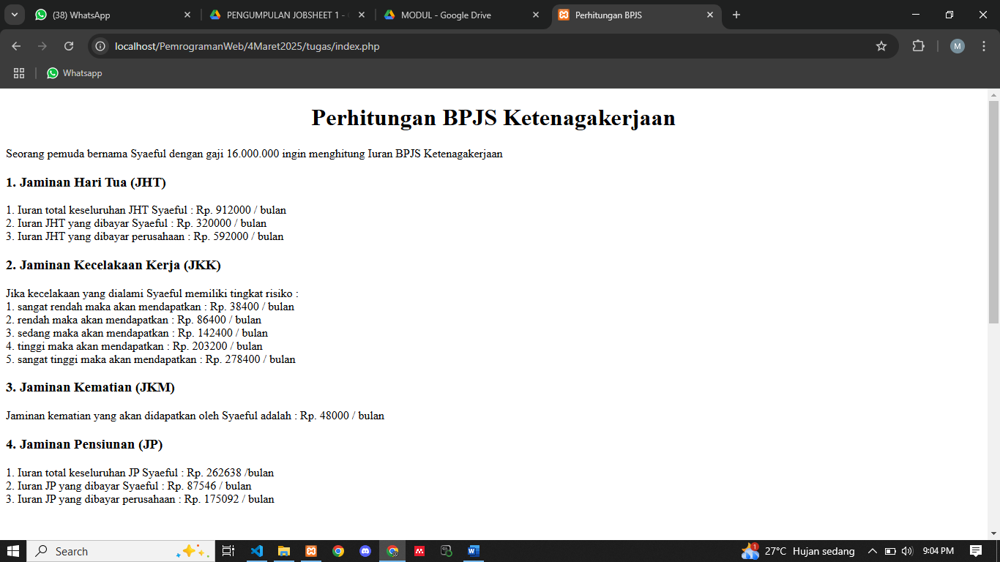 (38) WhatsApp
PENGUMPULAN JOBSHEET 1 -
MODUL - Google Drive
Perhitungan BPJS
localhost/PemrogramanWeb/4Maret2025/tugas/index.php
M
Whatsapp
Perhitungan BPJS Ketenagakerjaan
Seorang pemuda bernama Syaeful dengan gaji 16.000.000 ingin menghitung Iuran BPJS Ketenagakerjaan
1. Jaminan Hari Tua (JHT)
1. Iuran total keseluruhan JHT Syaeful : Rp. 912000 / bulan
2. Iuran JHT yang dibayar Syaeful : Rp. 320000 / bulan
3. Iuran JHT yang dibayar perusahaan : Rp. 592000 / bulan
2. Jaminan Kecelakaan Kerja (JKK)
Jika kecelakaan yang dialami Syaeful memiliki tingkat risiko :
1. sangat rendah maka akan mendapatkan : Rp. 38400 / bulan
2. rendah maka akan mendapatkan : Rp. 86400 / bulan
3. sedang maka akan mendapatkan : Rp. 142400 / bulan
4. tinggi maka akan mendapatkan : Rp. 203200 / bulan
5. sangat tinggi maka akan mendapatkan : Rp. 278400 / bulan
3. Jaminan Kematian (JKM)
Jaminan kematian yang akan didapatkan oleh Syaeful adalah : Rp. 48000 / bulan
4. Jaminan Pensiunan (JP)
1. Iuran total keseluruhan JP Syaeful : Rp. 262638 /bulan
2. Iuran JP yang dibayar Syaeful : Rp. 87546 / bulan
3. Iuran JP yang dibayar perusahaan : Rp. 175092 / bulan
Search
1
27°C Hujan sedang
9:04 PM